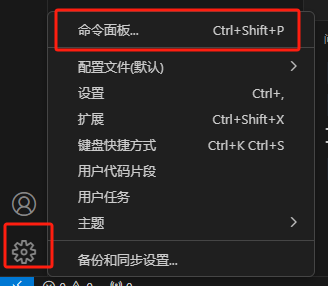 命令面板... Ctrl+Shift+P
配置文件(默认)
设置 Ctrl+,
扩展 Ctrl+Shift+X
键盘快捷方式 Ctrl+K Ctrl+S
用户代码片段
用户任务
主题
备份和同步设置...